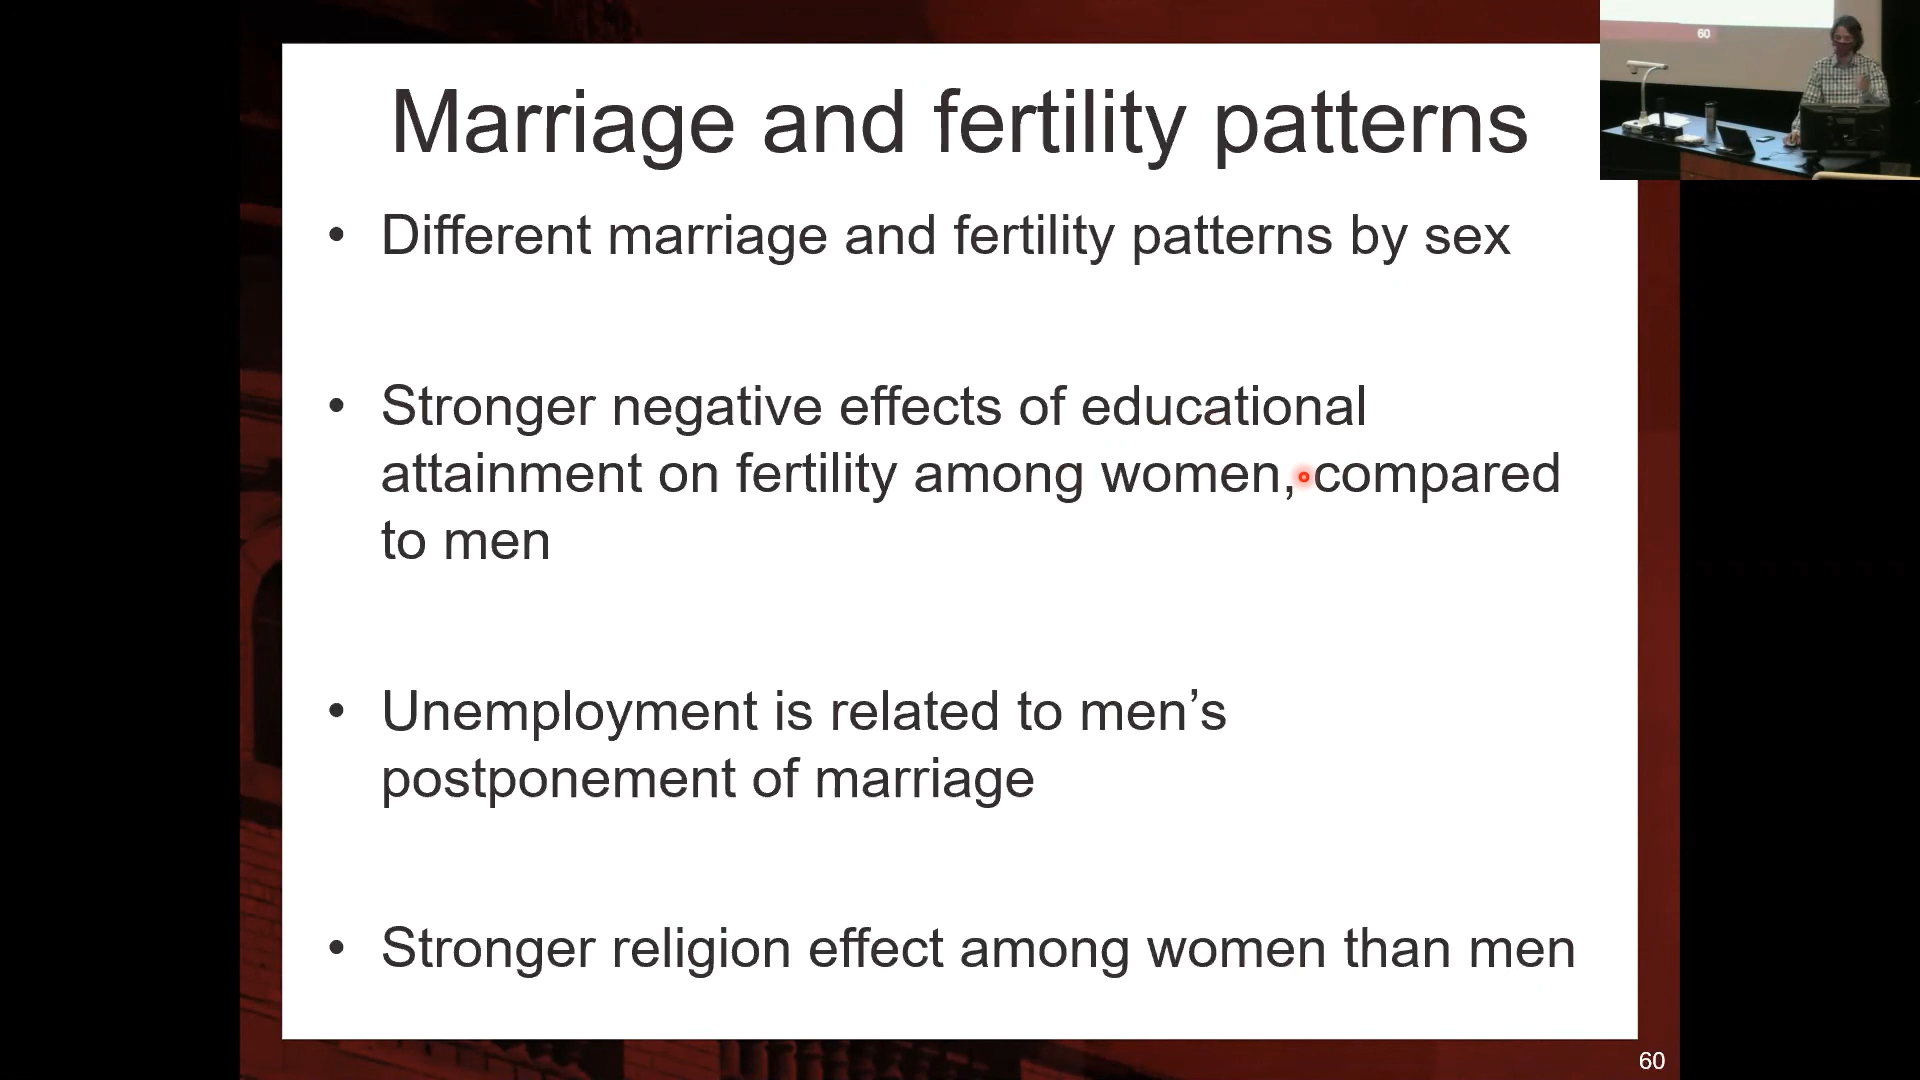 Marriage and fertility patterns
• Different marriage and fertility patterns by sex
• Stronger negative effects of educational
attainment on fertility among women, compared
to men
• Unemployment is related to men’s
postponement of marriage
• Stronger religion effect among women than men
60
60